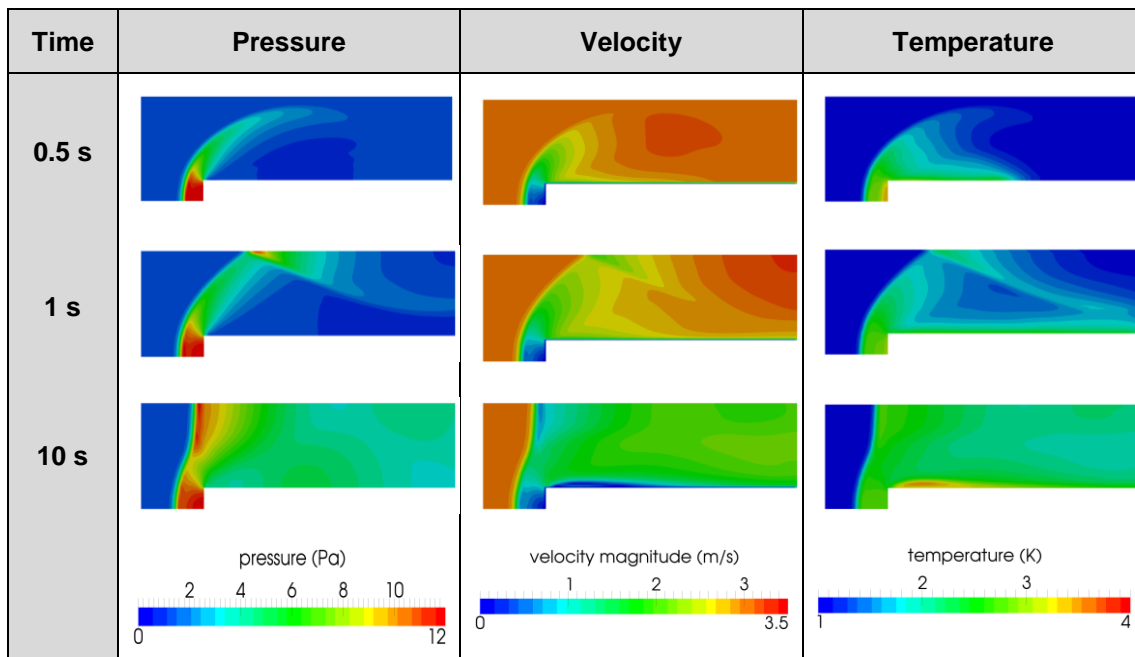 Time Pressure Velocity Temperature
0.5 s
1 s
10 s
pressure (Pa) velocity magnitude (m/s) temperature (K)
2 4 6 8 10 1 2 3 2 3
0 12 0 3.5 1 4